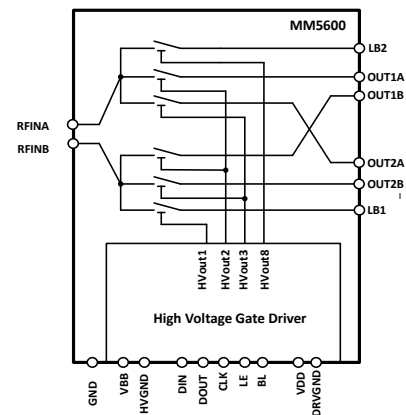 MM5600
LB2
OUT1A
OUT1B
RFINA
RFINB
OUT2A
OUT2B
LB1
HVout1
HVout2
HVout3
HVout8
High Voltage Gate Driver
GND
VBB
HVGND
DIN
DOUT
CLK
LE
BL
VDD
DRVGND